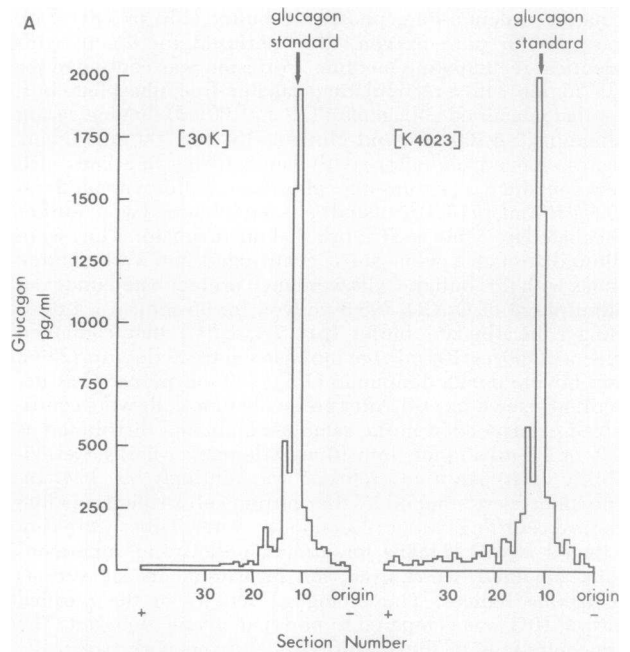 A
glucagon standard
glucagon standard
2000
1750
1500
1250
1000
750
500
250
0
Glucagon pg/ml
[30K]
[K4023]
30 20 10 origin
30 20 10 origin
+ −
+ −
Section Number